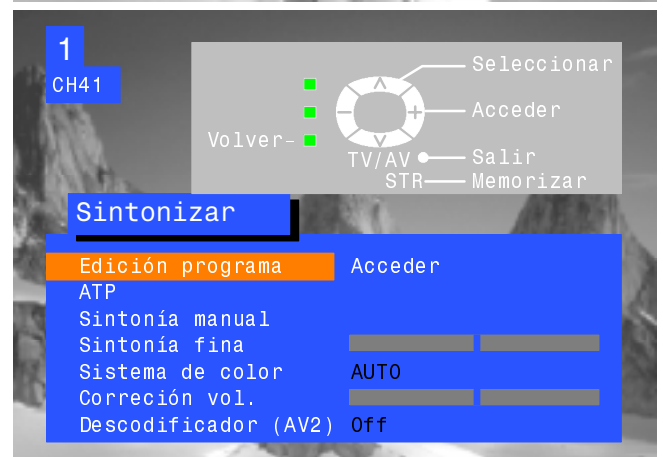 1
CH41
Seleccionar
Acceder
Volver-
TV/AV Salir
STR Memorizar
Sintonizar
Edición programa Acceder
ATP
Sintonía manual
Sintonía fina
Sistema de color AUTO
Correción vol.
Descodificador (AV2) Off